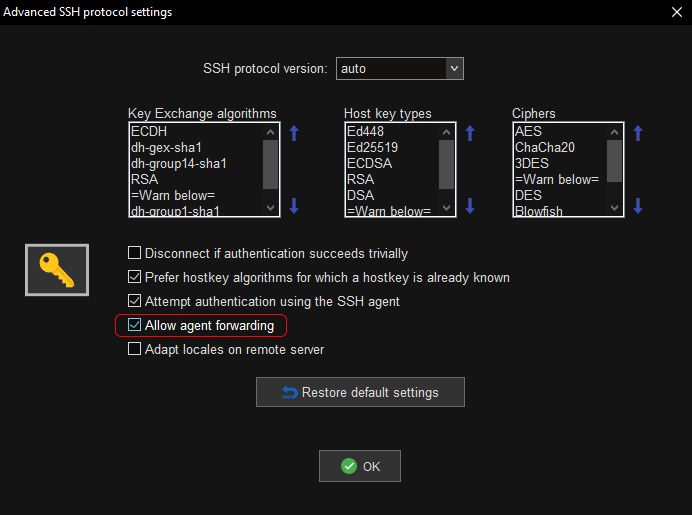 Advanced SSH protocol settings
SSH protocol version: auto
Key Exchange algorithms
ECDH
dh-gex-sha1
dh-group14-sha1
RSA
=Warn below=
dh-group1-sha1
Host key types
Ed448
Ed25519
ECDSA
RSA
DSA
=Warn below=
Ciphers
AES
ChaCha20
3DES
=Warn below=
DES
Blowfish
Disconnect if authentication succeeds trivially
Prefer hostkey algorithms for which a hostkey is already known
Attempt authentication using the SSH agent
Allow agent forwarding
Adapt locales on remote server
Restore default settings
OK